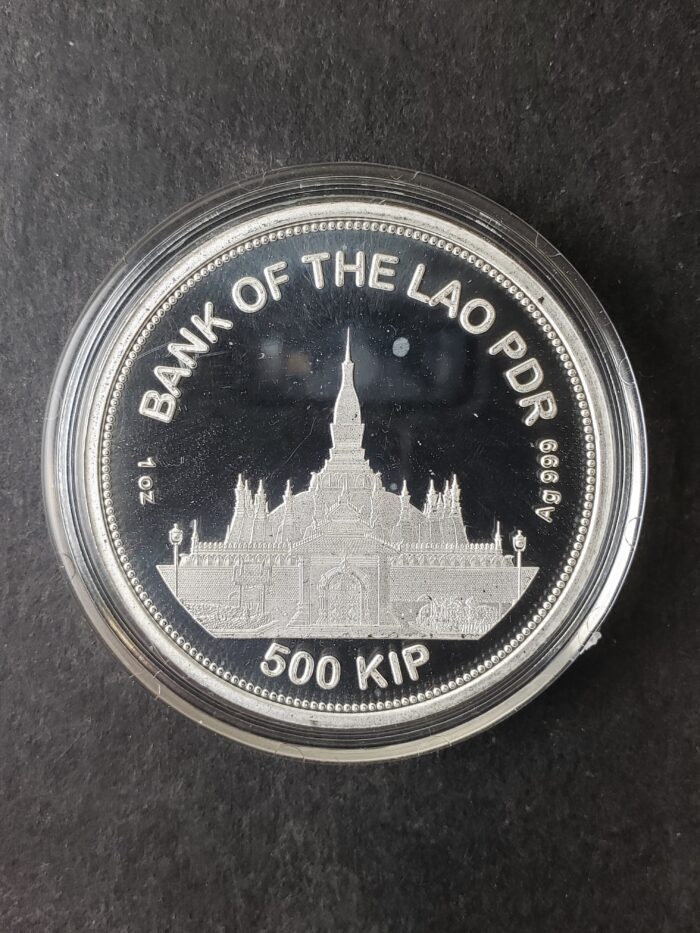 BANK OF THE LAO PDR
1 OZ
Ag 999
500 KIP